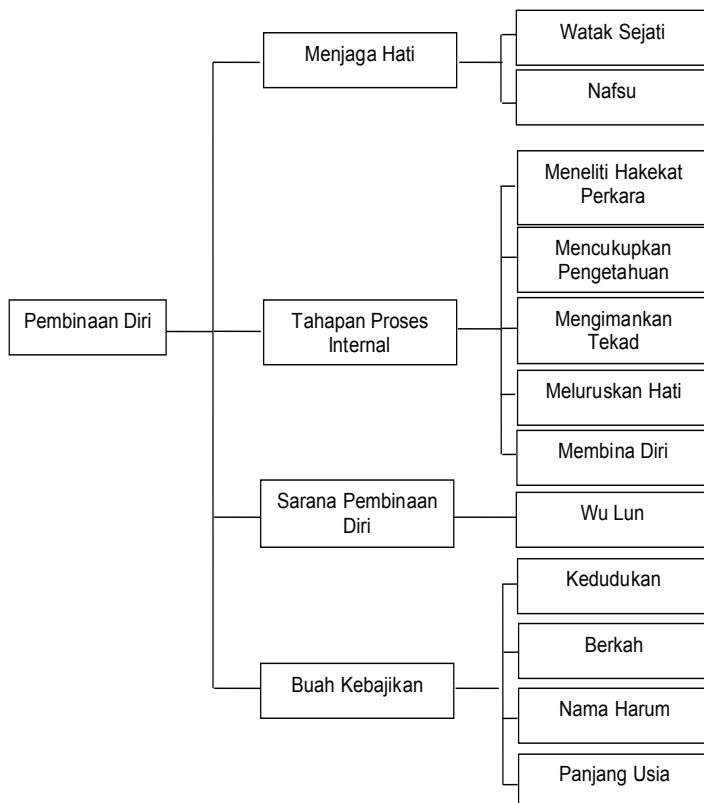 Pembinaan Diri
Menjaga Hati
Watak Sejati
Nafsu
Tahapan Proses
Internal
Meneliti Hakekat
Perkara
Mencukupkan
Pengetahuan
Mengimankan
Tekad
Meluruskan Hati
Membina Diri
Sarana Pembinaan
Diri
Wu Lun
Buah Kebajikan
Kedudukan
Berkah
Nama Harum
Panjang Usia